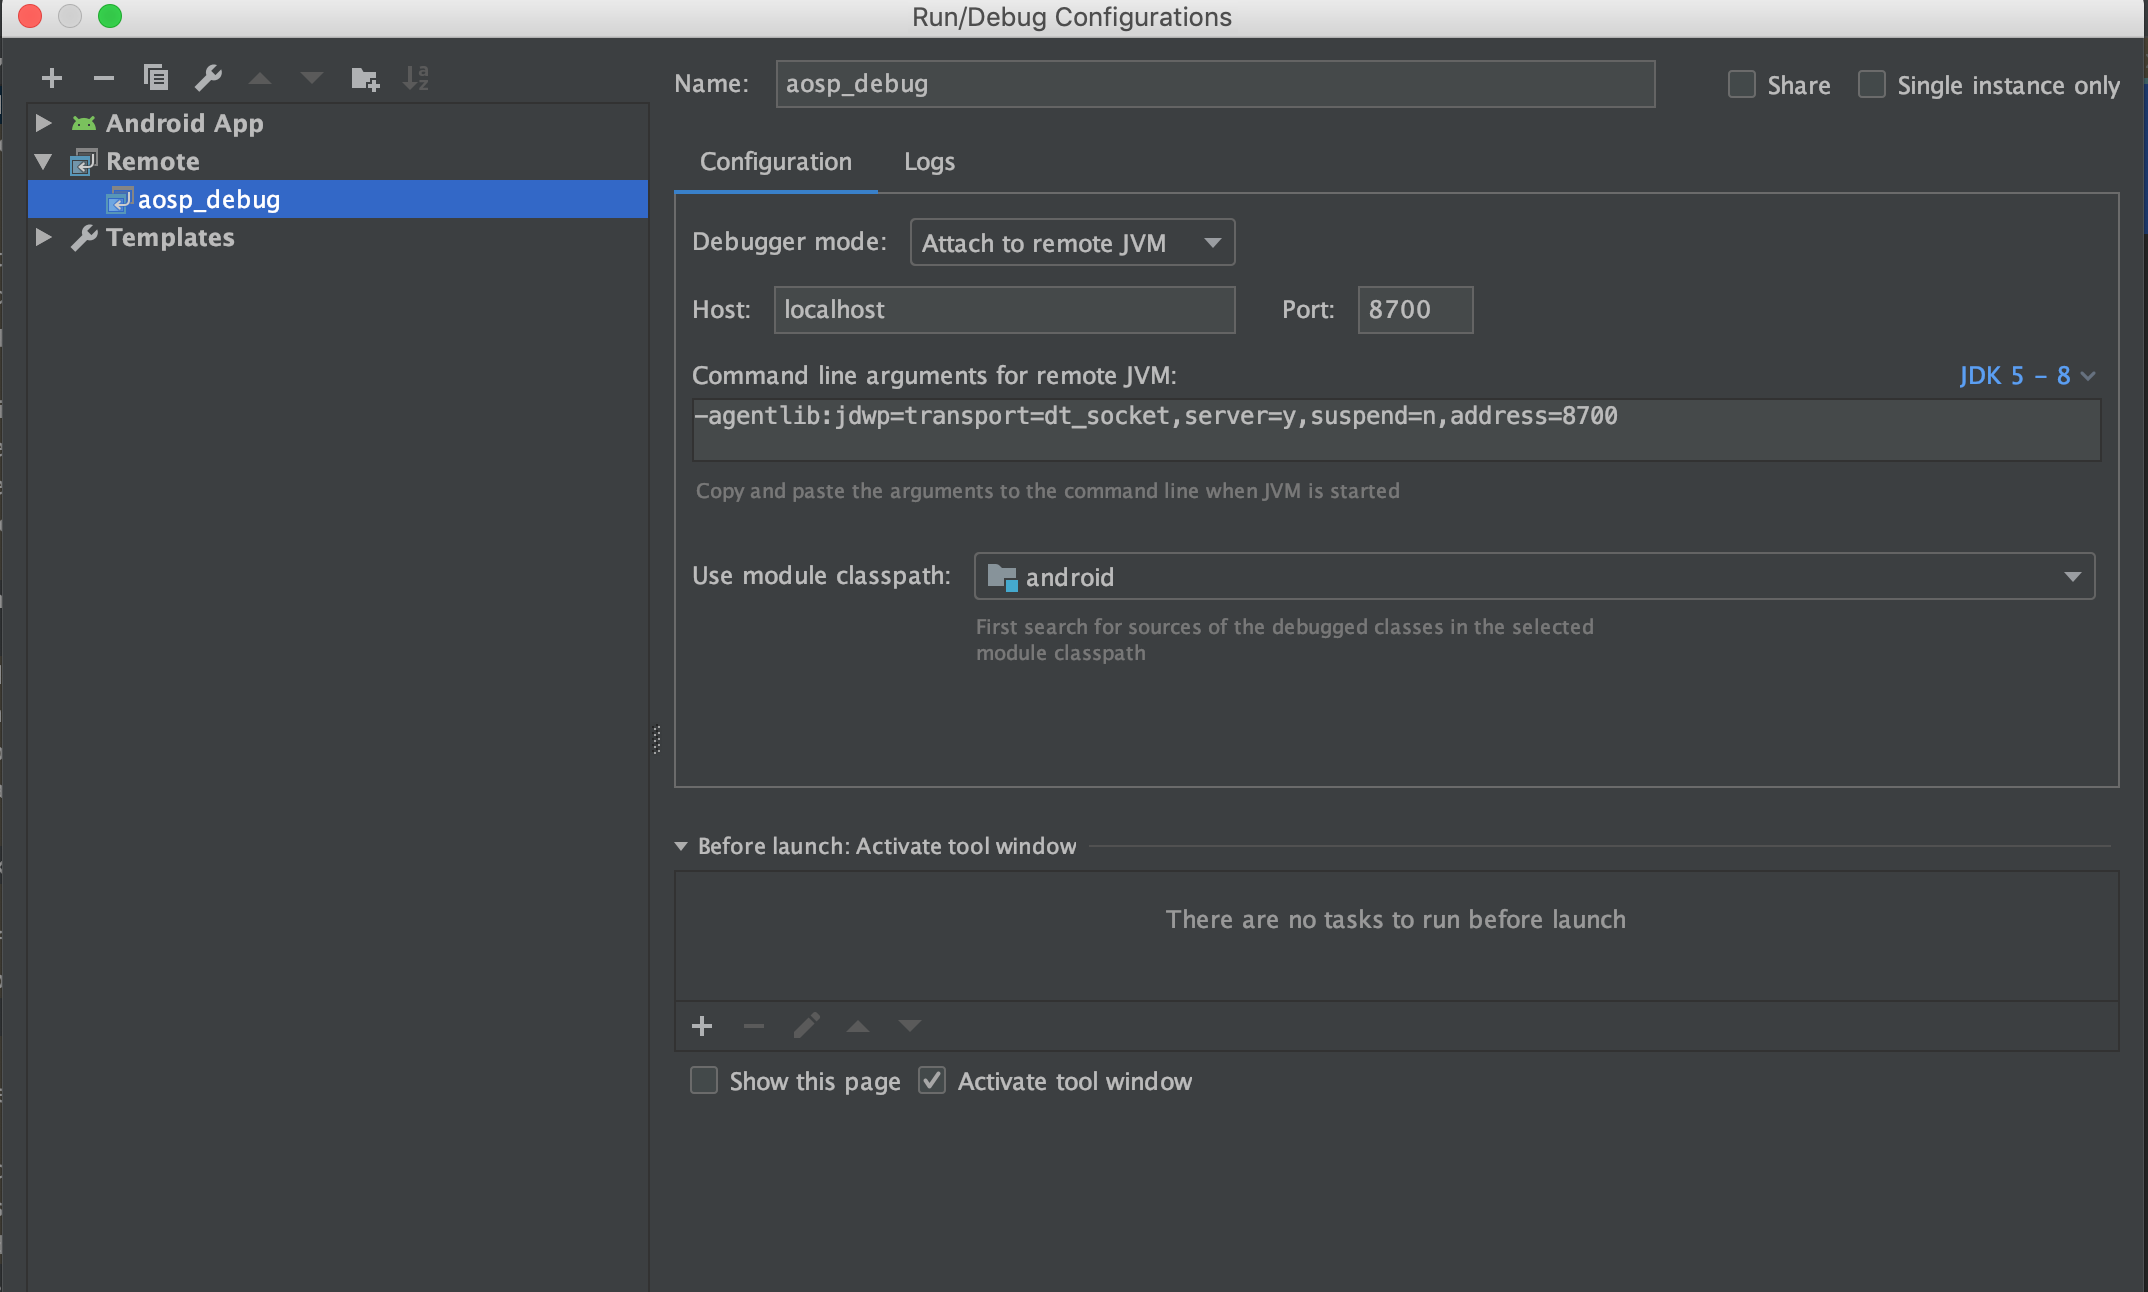 Run/Debug Configurations
Android App
Remote
aosp_debug
Templates
Name: aosp_debug Share Single instance only
Configuration Logs
Debugger mode: Attach to remote JVM
Host: localhost Port: 8700
Command line arguments for remote JVM: JDK 5 - 8
-agentlib:jdwp=transport=dt_socket,server=y,suspend=n,address=8700
Copy and paste the arguments to the command line when JVM is started
Use module classpath: android
First search for sources of the debugged classes in the selected
module classpath
Before launch: Activate tool window
There are no tasks to run before launch
Show this page Activate tool window